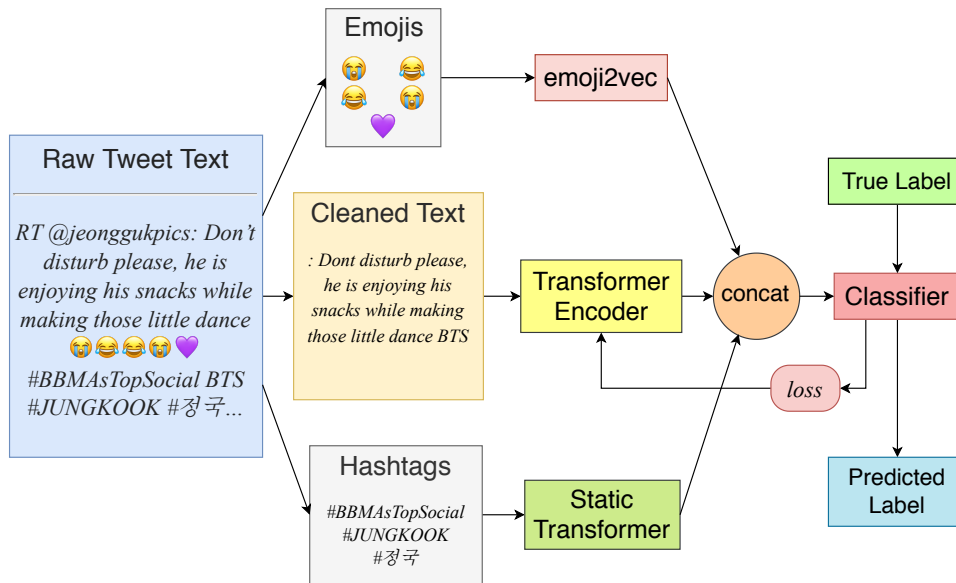 Emojis
😭 😂
😂 😭
💜
emoji2vec
Raw Tweet Text
RT @jeonggukpics: Don't
disturb please, he is
enjoying his snacks while
making those little dance
😭😂😂😭💜
#BBMAsTopSocial BTS
#JUNGKOOK #정국...
Cleaned Text
: Dont disturb please,
he is enjoying his
snacks while making
those little dance BTS
Transformer
Encoder
concat
True Label
Classifier
loss
Predicted
Label
Hashtags
#BBMAsTopSocial
#JUNGKOOK
#정국
Static
Transformer